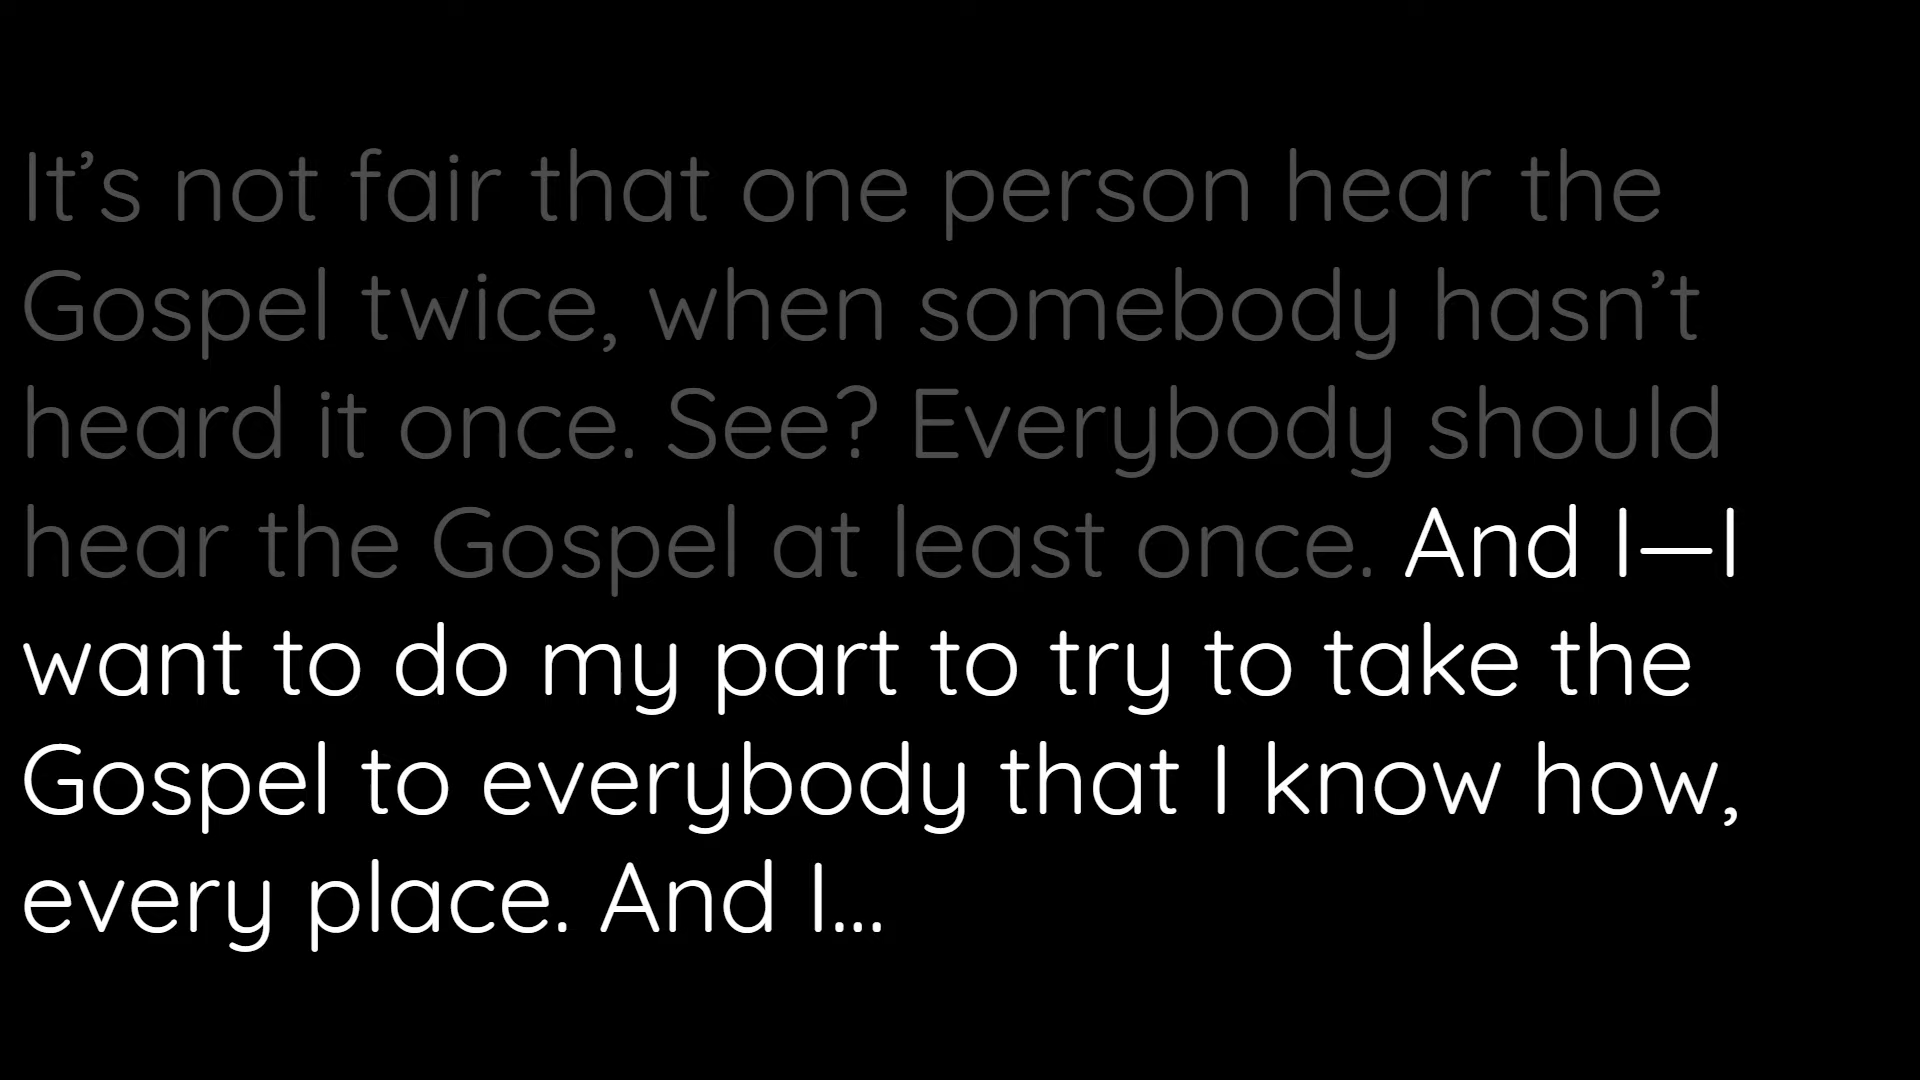 It’s not fair that one person hear the
Gospel twice, when somebody hasn’t
heard it once. See? Everybody should
hear the Gospel at least once. And I—I
want to do my part to try to take the
Gospel to everybody that I know how,
every place. And I...